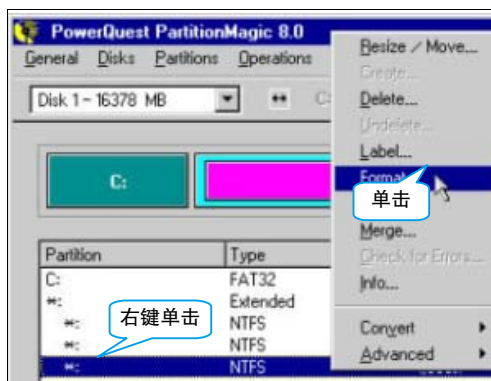 PowerQuest PartitionMagic 8.0
General Disks Partitions Operations
Disk 1 - 16378 MB
C:
Resize / Move...
Create...
Delete...
Undelete...
Label...
Format...
单击
Merge...
Check for Errors...
Info...
Convert
Advanced
Partition Type
C: FAT32
*: Extended
*: NTFS
*: NTFS
*: NTFS
右键单击